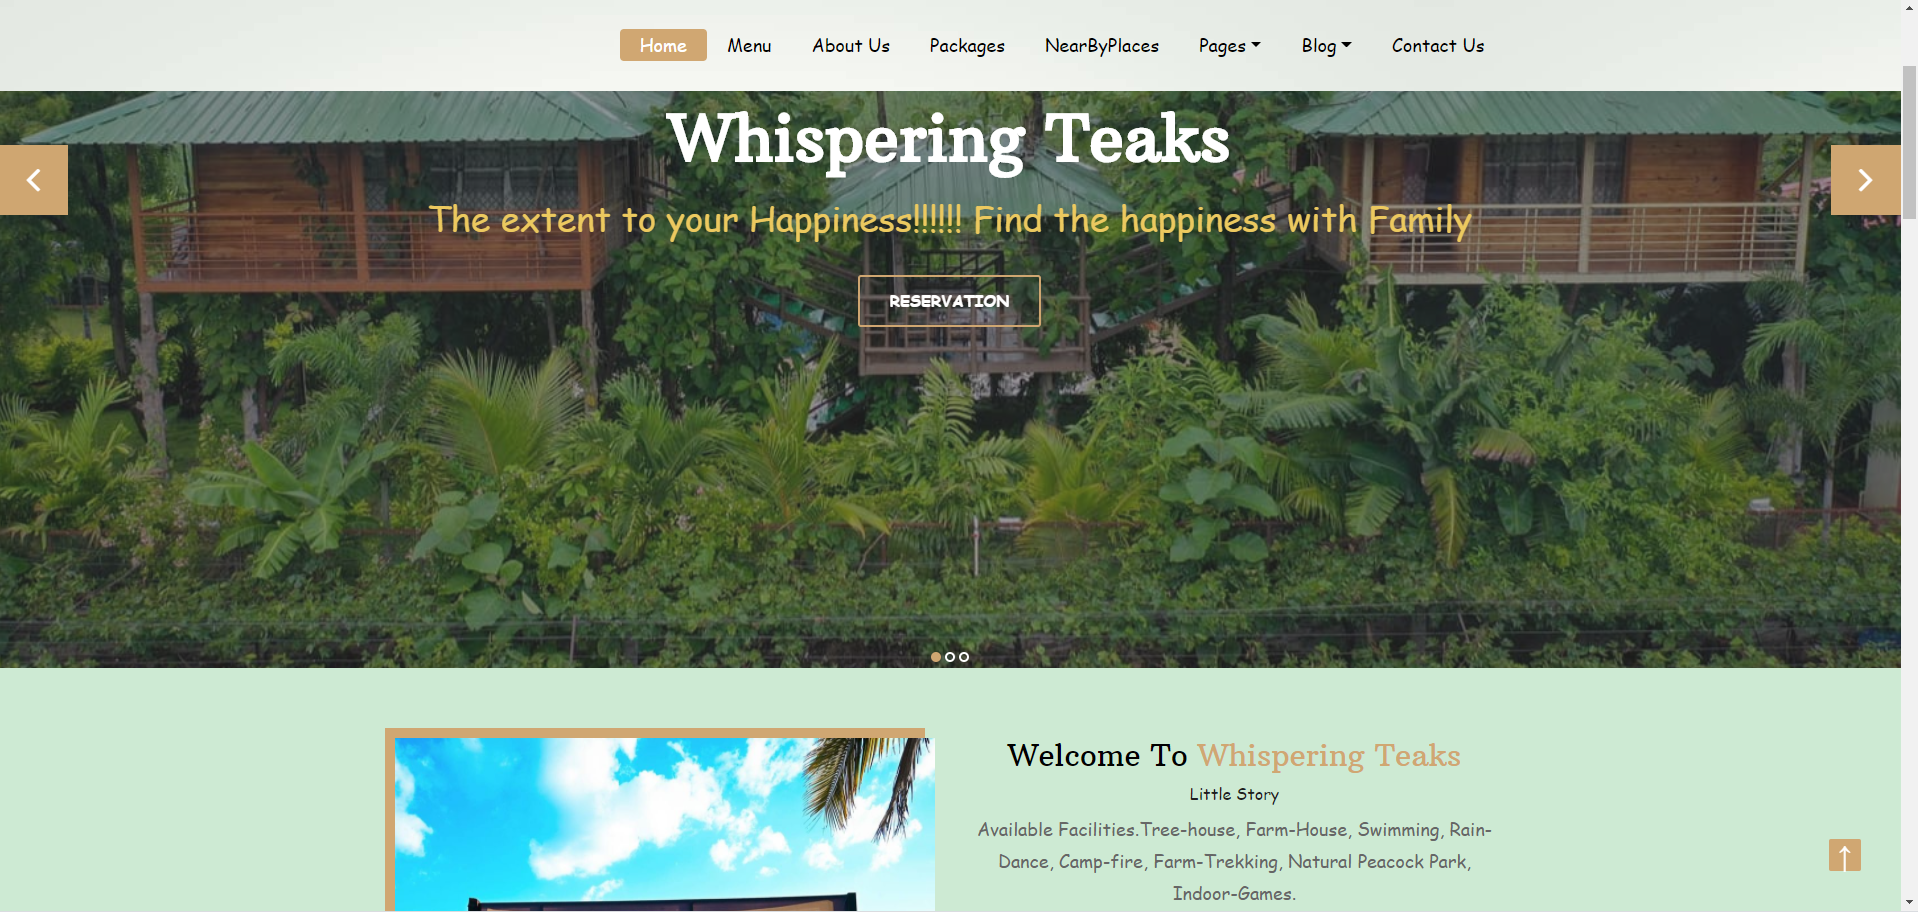 Home Menu About Us Packages NearByPlaces Pages Blog Contact Us
Whispering Teaks
The extent to your Happiness!!!!!! Find the happiness with Family
RESERVATION
Welcome To Whispering Teaks
Little Story
Available Facilities.Tree-house, Farm-House, Swimming, Rain-
Dance, Camp-fire, Farm-Trekking, Natural Peacock Park,
Indoor-Games.